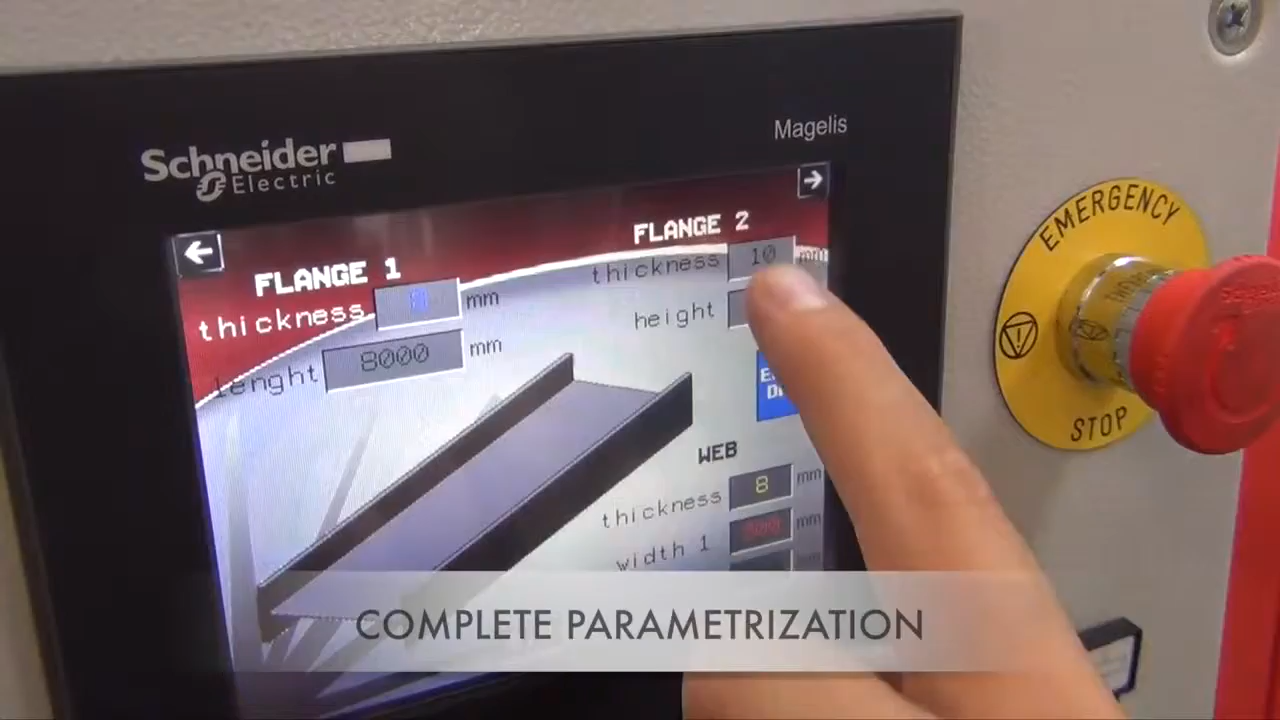 Schneider
Electric
Magelis
FLANGE 1
thickness
mm
lenght 8000 mm
FLANGE 2
thickness 10 mm
height
WEB
thickness 8 mm
width 1 mm
EMERGENCY
STOP
COMPLETE PARAMETRIZATION